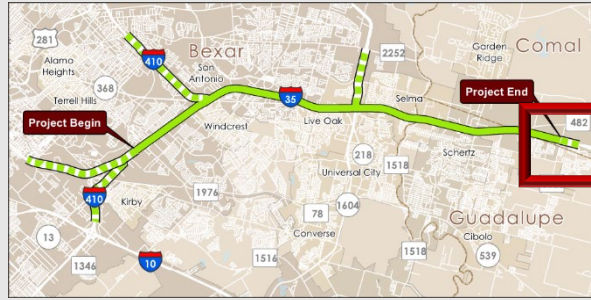 281
Alamo
Heights
368
Terrell Hills
Project Begin
410
Bexar
San
Antonio
Windcrest
35
Live Oak
2252
Garden
Ridge
Comal
Selma
Project End
482
218
1518
Schertz
Universal City
1976
1604
78
Converse
Guadalupe
Cibolo
410
Kirby
13
1346
10
1516
1518
539